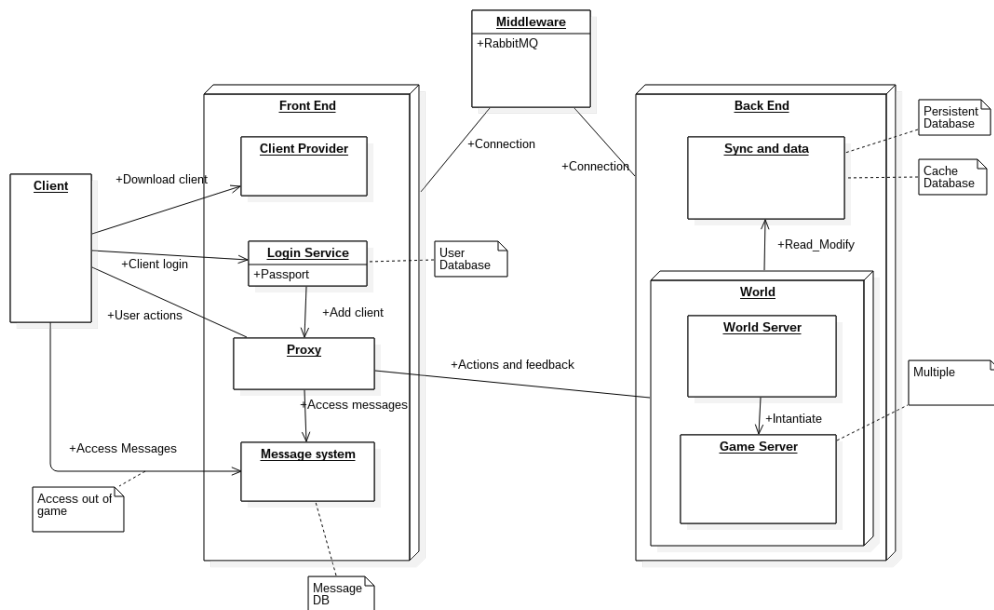 Middleware
+RabbitMQ
Front End
Back End
Persistent
Database
Client Provider
Sync and data
+Connection
+Connection
Cache
Database
Client
+Download client
Login Service
+Passport
User
Database
+Client login
+Read_Modify
World
+User actions
+Add client
World Server
Proxy
+Actions and feedback
Multiple
+Access messages
+Intantiate
+Access Messages
Message system
Game Server
Access out of
game
Message
DB